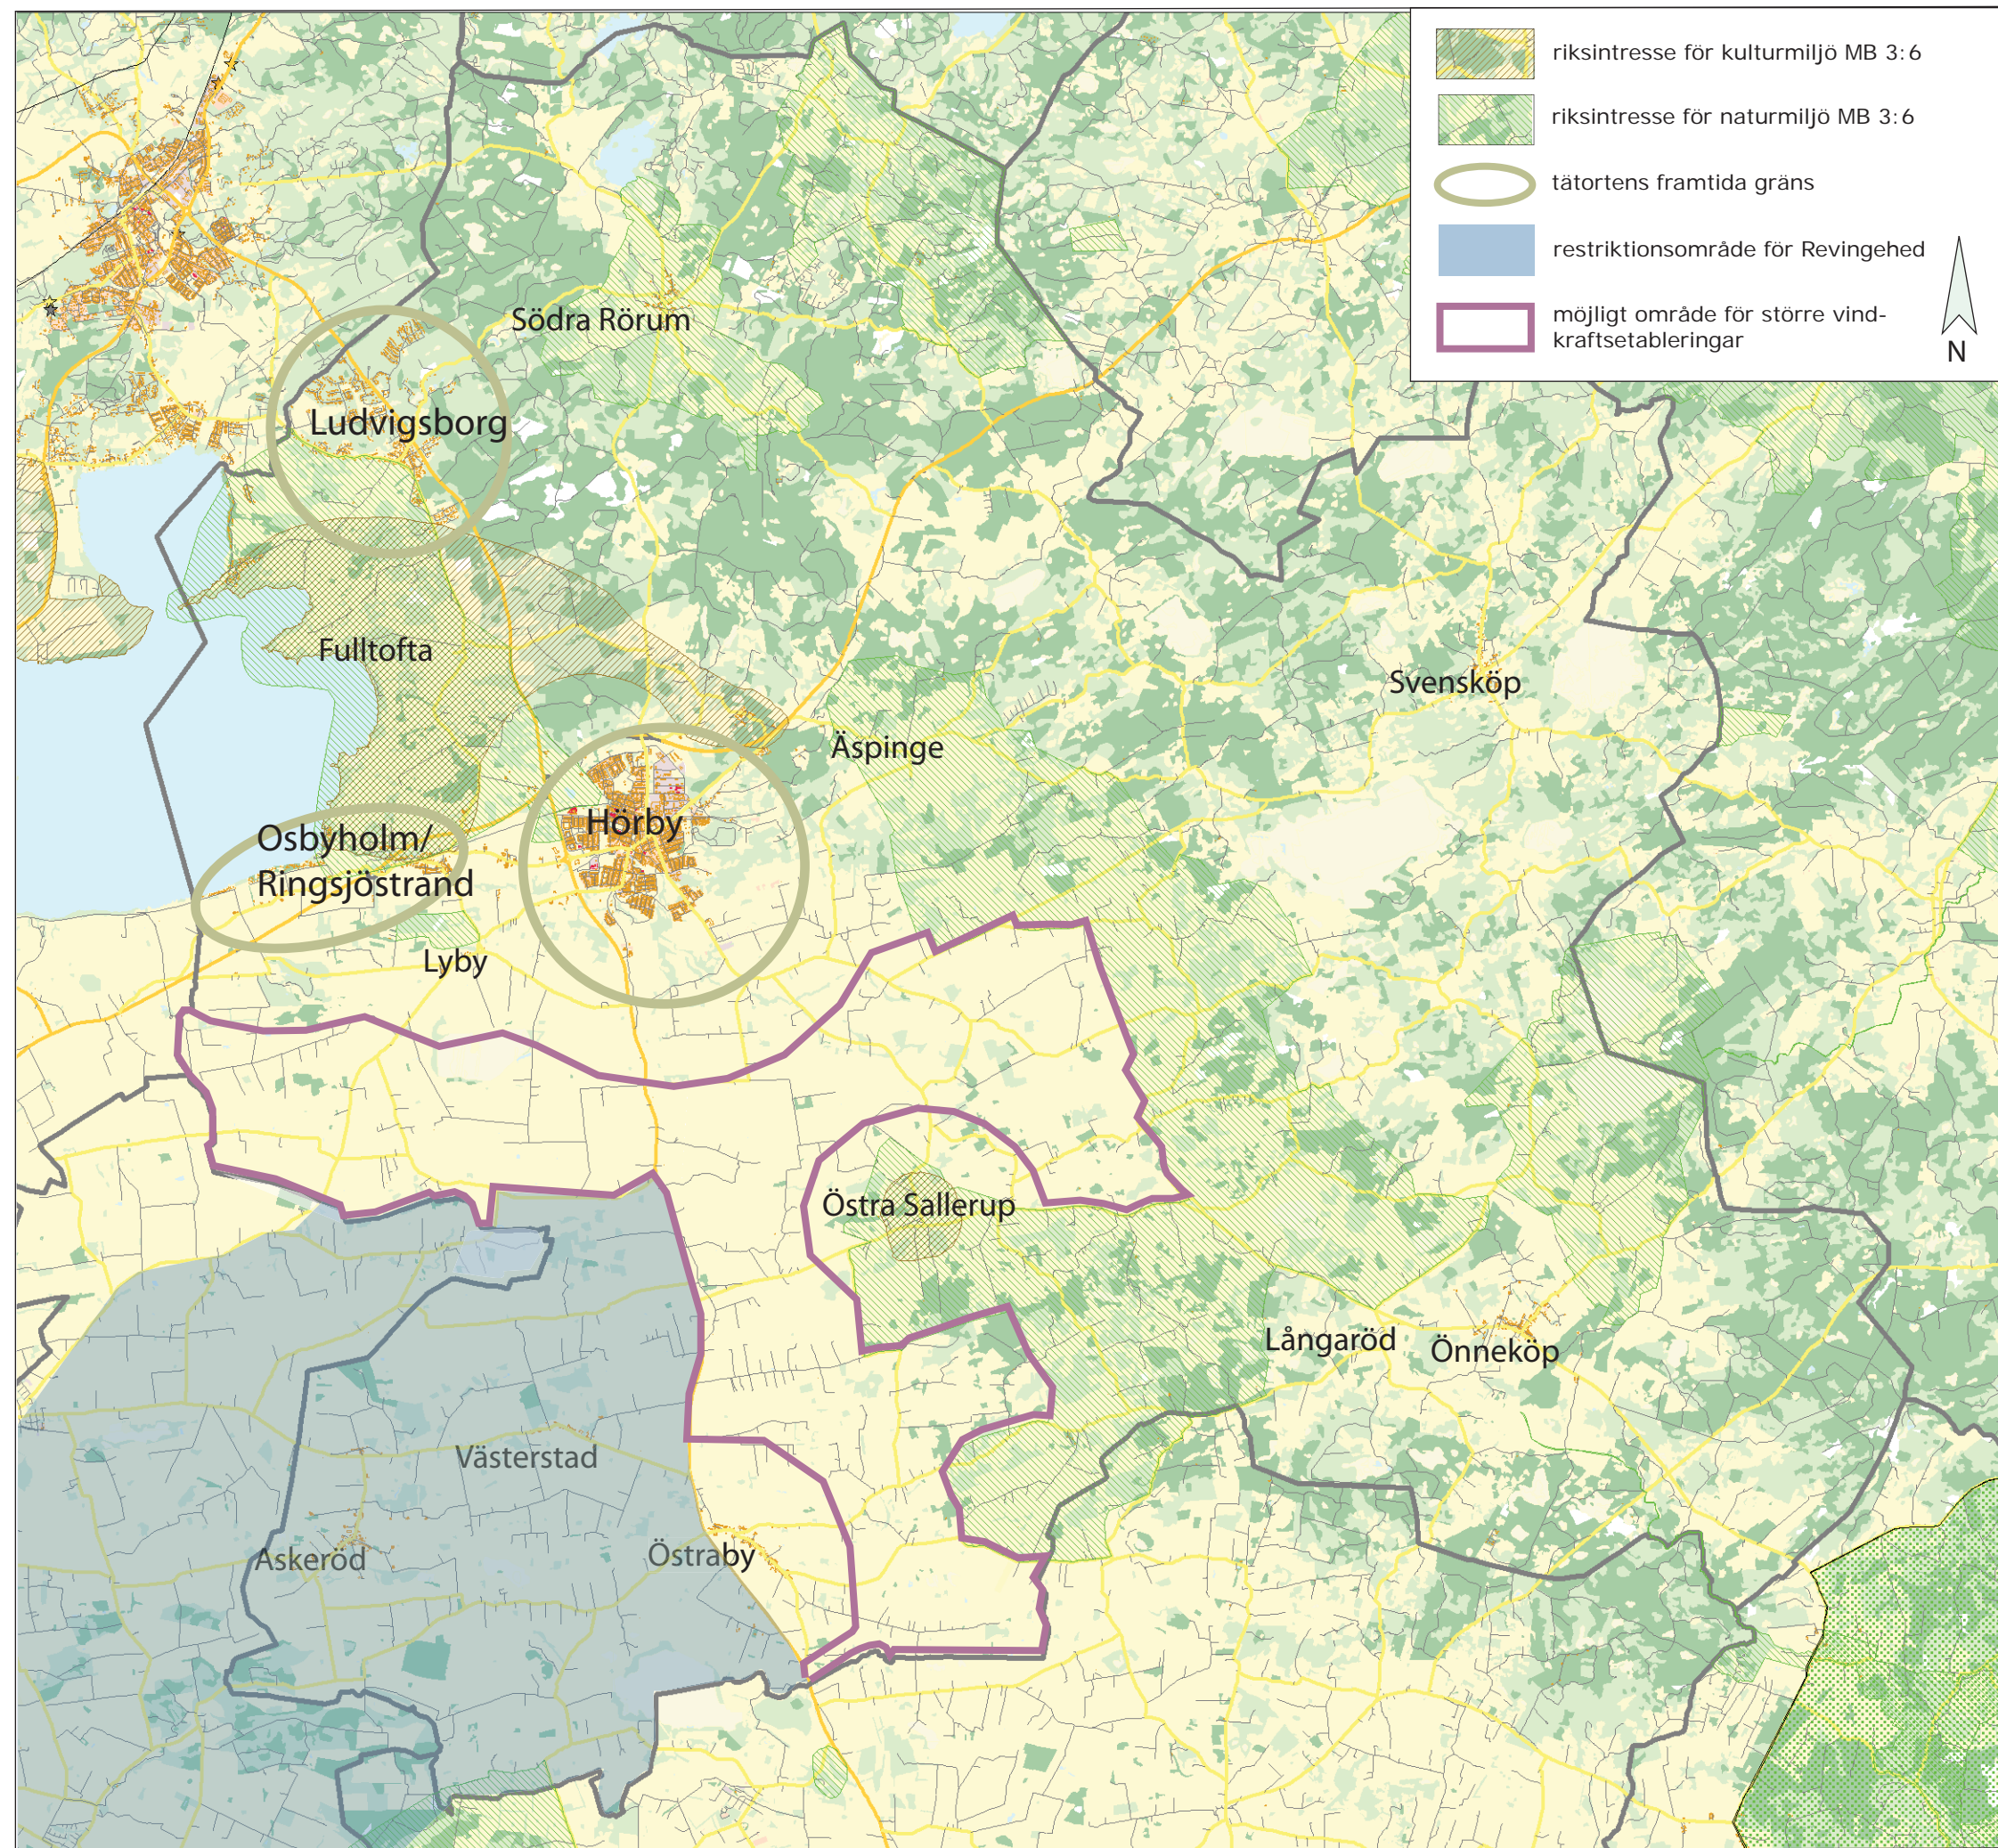 riksintresse för kulturmiljö MB 3:6
riksintresse för naturmiljö MB 3:6
tätortens framtida gräns
restriktionsområde för Revingehed
möjligt område för större vind-
kraftsetableringar
N
Södra Rörum
Ludvigsborg
Fulltofta
Svensköp
Äspinge
Hörby
Osbyholm/
Ringsjöstrand
Lyby
Östra Sallerup
Långaröd
Önneköp
Västerstad
Askeröd
Östraby